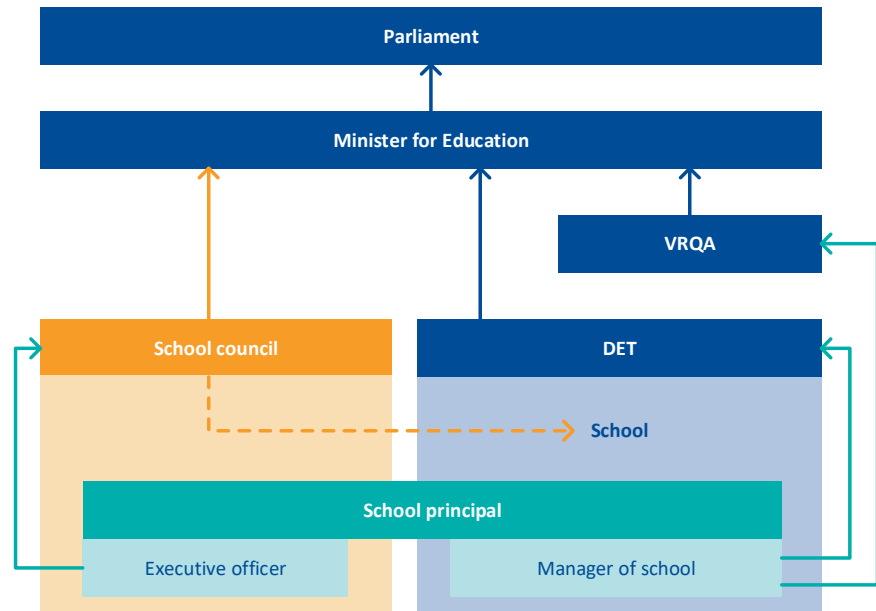 Parliament
Minister for Education
VRQA
School council
DET
School
School principal
Executive officer
Manager of school